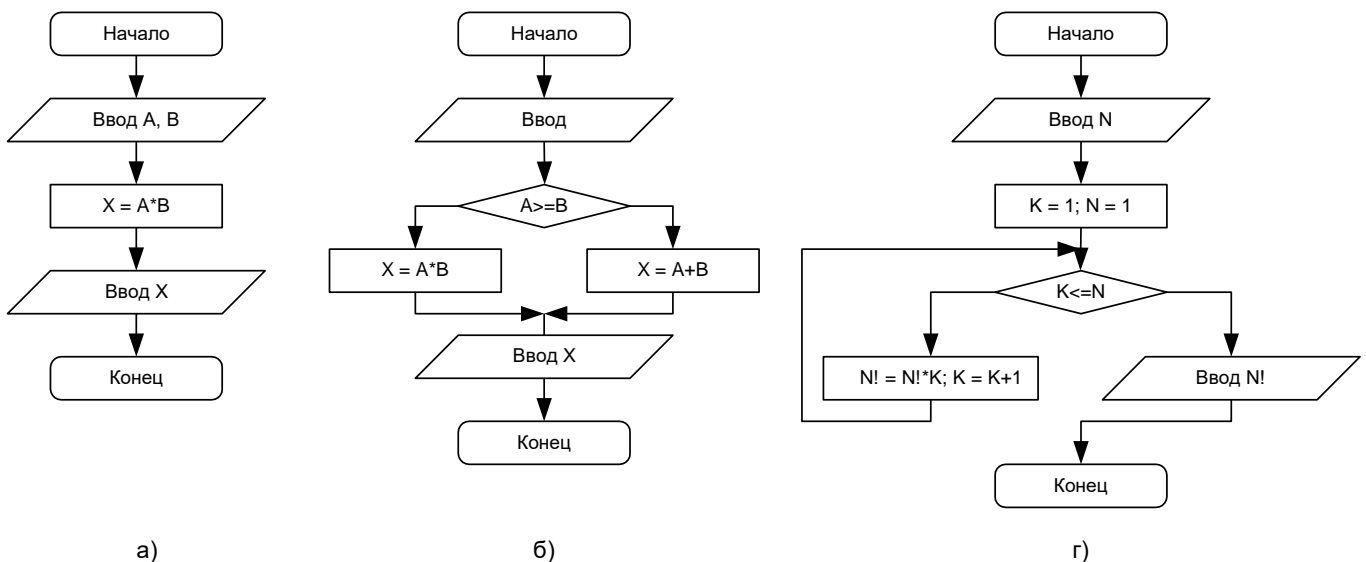 Начало
Ввод A, B
X = A*B
Ввод X
Конец
а)
Начало
Ввод
A>=B
X = A*B
X = A+B
Ввод X
Конец
б)
Начало
Ввод N
K = 1; N = 1
K<=N
N! = N!*K; K = K+1
Ввод N!
Конец
г)